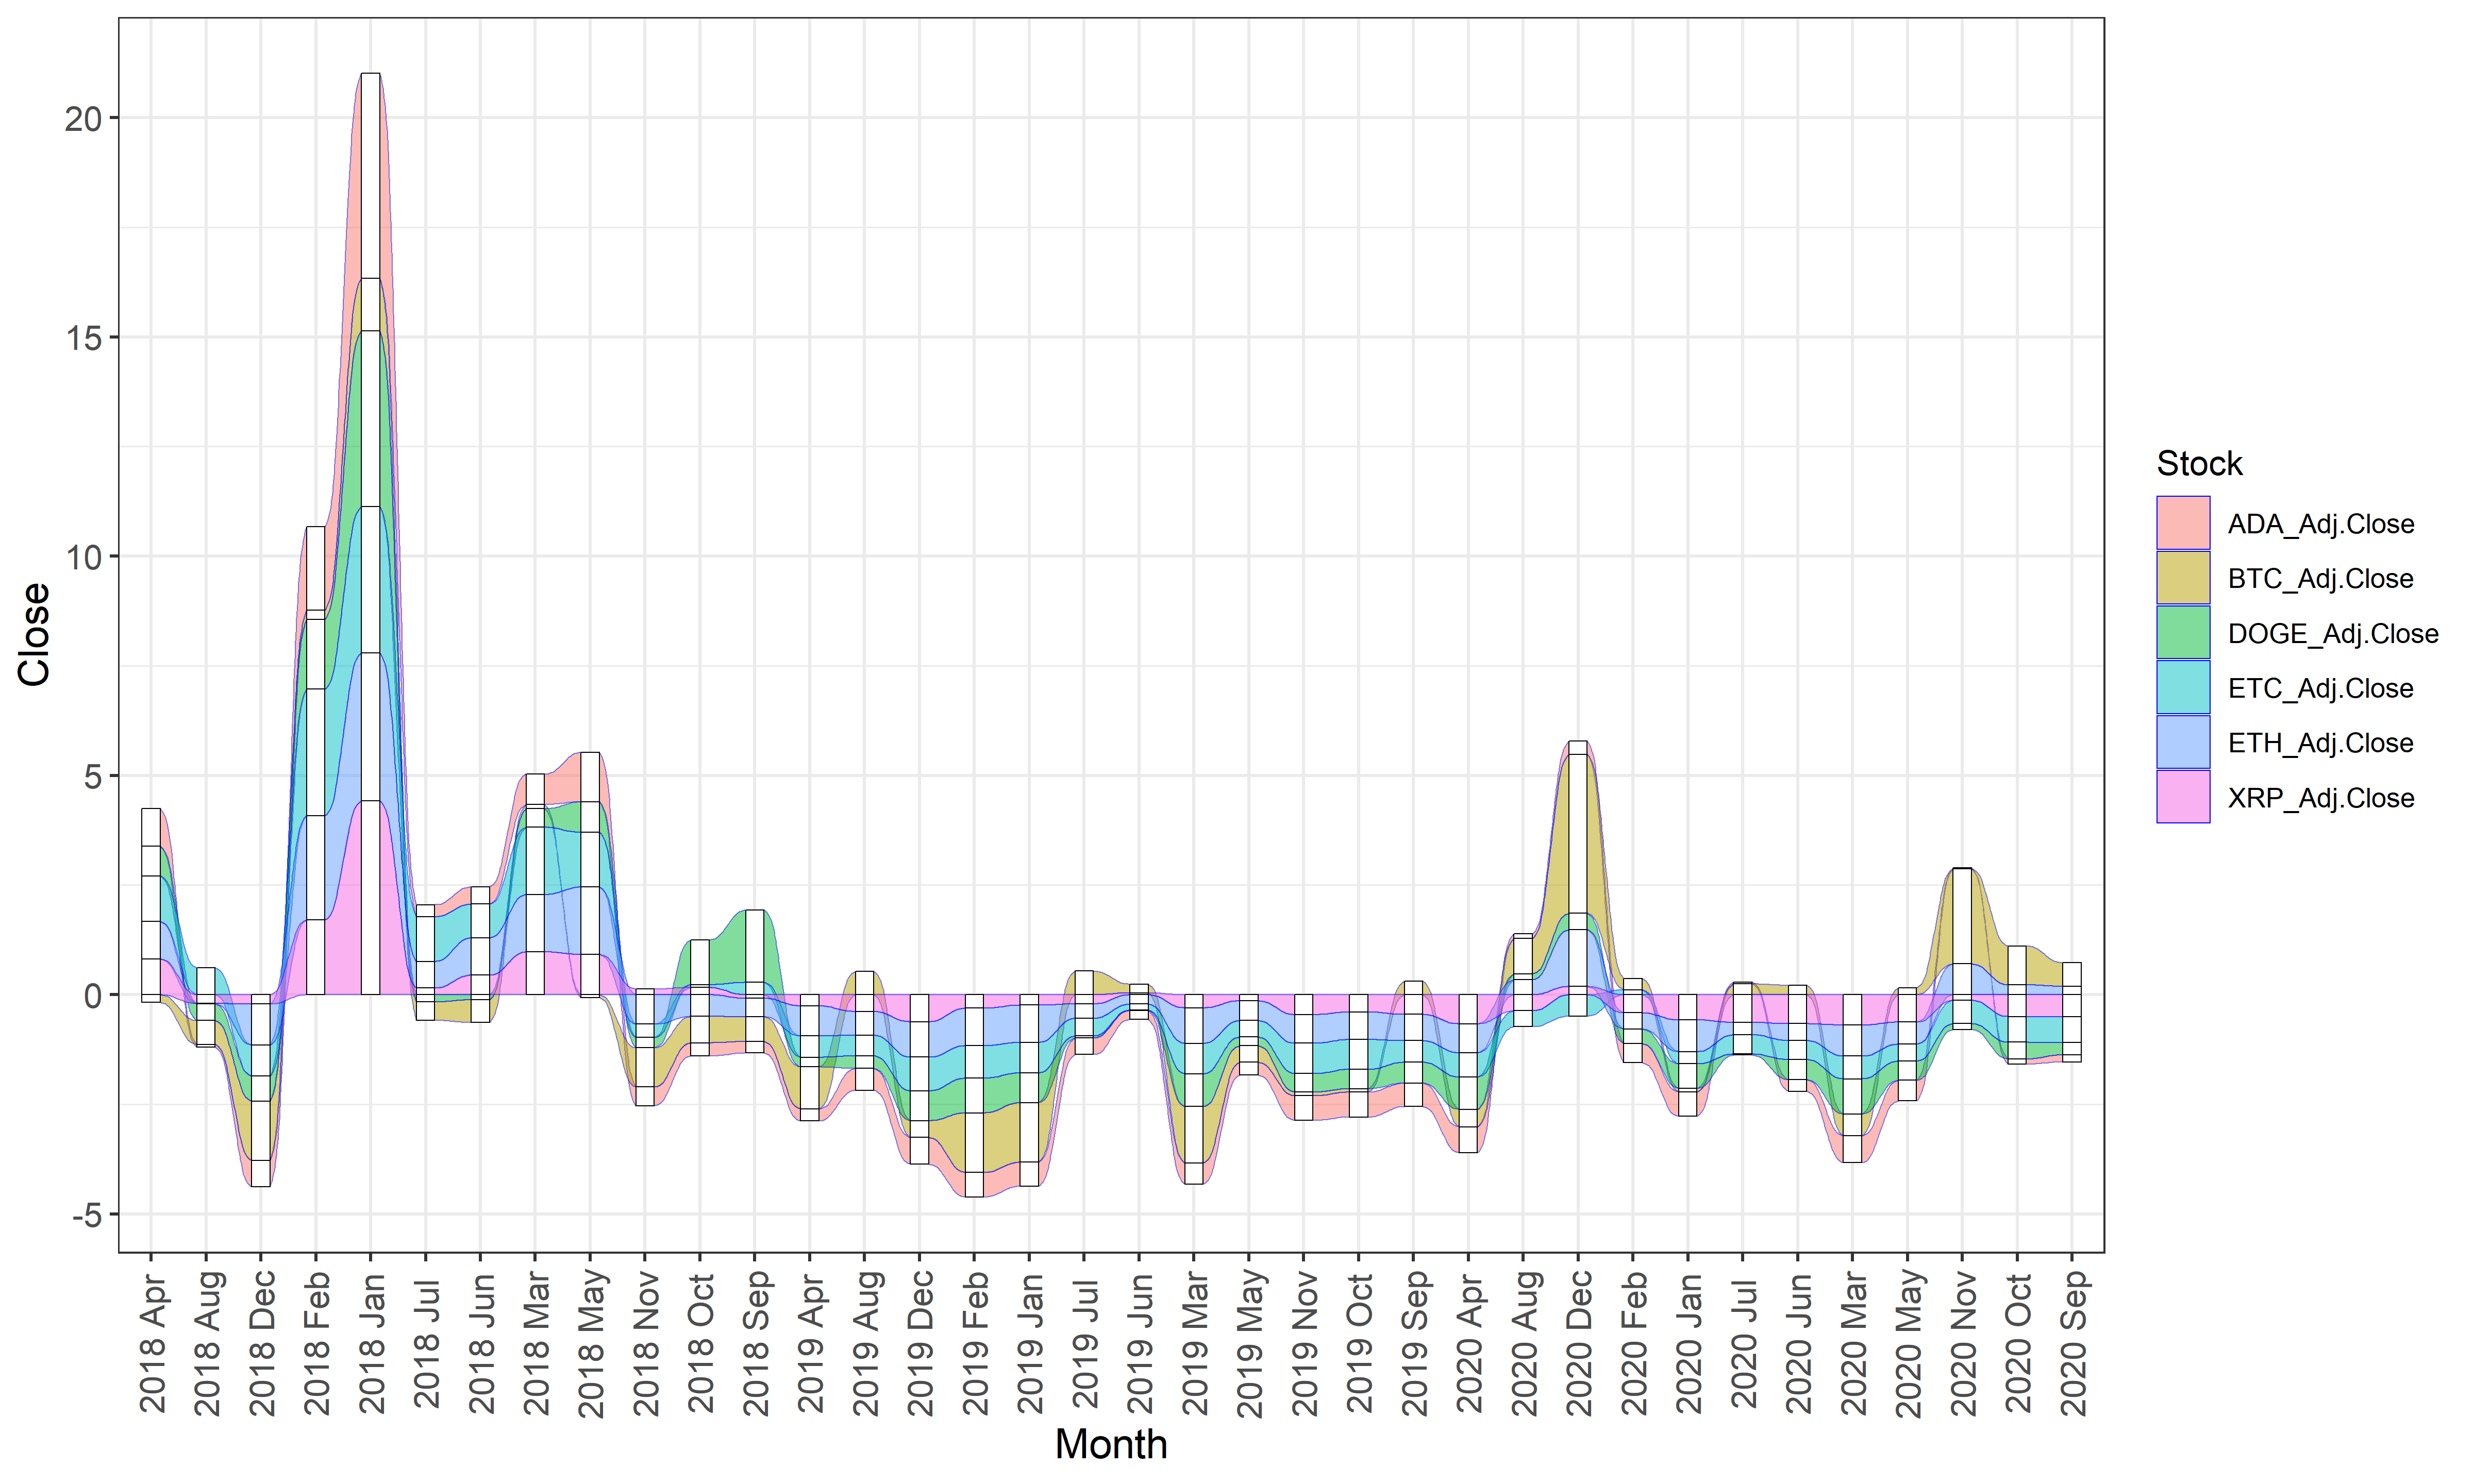 Close
20
15
10
5
0
-5
2018 Apr
2018 Aug
2018 Dec
2018 Feb
2018 Jan
2018 Jul
2018 Jun
2018 Mar
2018 May
2018 Nov
2018 Oct
2018 Sep
2019 Apr
2019 Aug
2019 Dec
2019 Feb
2019 Jan
2019 Jul
2019 Jun
2019 Mar
2019 May
2019 Nov
2019 Oct
2019 Sep
2020 Apr
2020 Aug
2020 Dec
2020 Feb
2020 Jan
2020 Jul
2020 Jun
2020 Mar
2020 May
2020 Nov
2020 Oct
2020 Sep
Month
Stock
ADA_Adj.Close
BTC_Adj.Close
DOGE_Adj.Close
ETC_Adj.Close
ETH_Adj.Close
XRP_Adj.Close